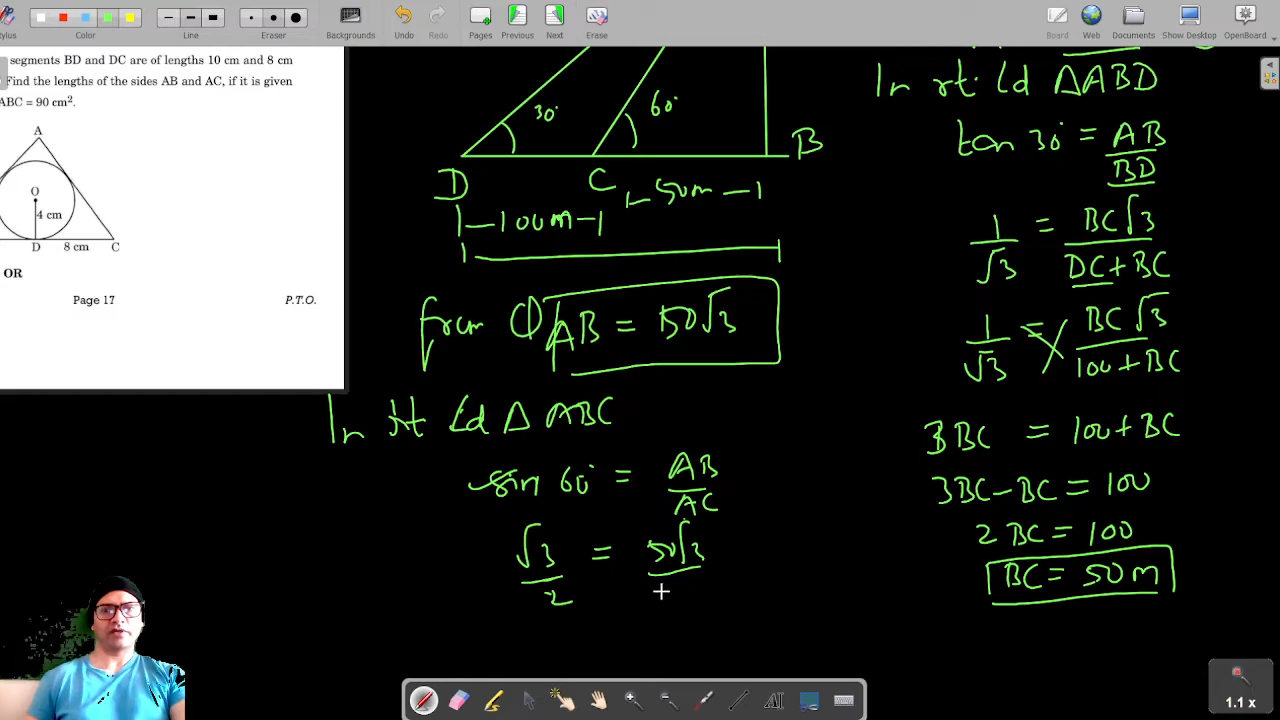 Color
Line
Eraser
Backgrounds
Undo
Redo
Pages
Previous
Next
Erase
Board
Web
Documents
Show Desktop
OpenBoard
segments BD and DC are of lengths 10 cm and 8 cm
Find the lengths of the sides AB and AC, if it is given
ABC = 90 cm².
A
O
4 cm
D
8 cm
C
OR
Page 17
P.T.O.
30°
60°
B
D
C
50m
100m
from ① AB = 50√3
In rt ∠d Δ ABC
sin 60° = AB/AC
√3/2 = 50√3
In rt ∠d ΔABD
tan 30° = AB/BD
1/√3 = BC√3/DC+BC
1/√3 = BC√3/100+BC
3BC = 100+BC
3BC-BC = 100
2BC = 100
BC = 50m
1.1 x